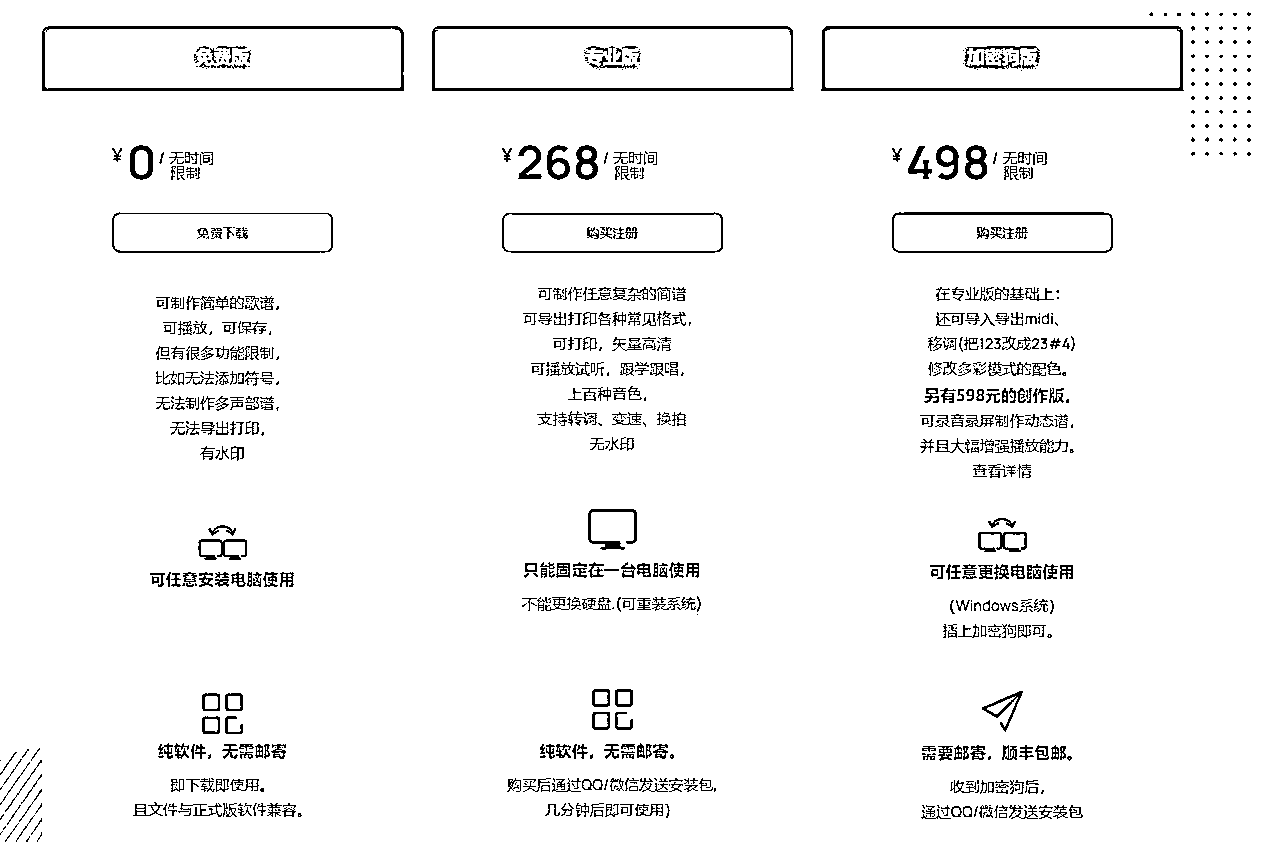 免费版
¥0/无时间
限制
免费下载
可制作简单的歌谱，
可播放，可保存，
但有很多功能限制，
比如无法添加符号，
无法制作多声部谱，
无法导出打印，
有水印
可任意安装电脑使用
纯软件，无需邮寄
即下载即使用。
且文件与正式版软件兼容。
专业版
¥268/无时间
限制
购买注册
可制作任意复杂的简谱
可导出打印各种常见格式，
可打印，矢量高清
可播放试听，跟学跟唱，
上百种音色，
支持转调、变速、换拍
无水印
只能固定在一台电脑使用
不能更换硬盘.(可重装系统)
纯软件，无需邮寄。
购买后通过QQ/微信发送安装包，
几分钟后即可使用)
加密狗版
¥498/无时间
限制
购买注册
在专业版的基础上：
还可导入导出midi、
移调(把123改成23#4)
修改多彩模式的配色。
另有598元的创作版，
可录音录屏制作动态谱，
并且大幅增强播放能力。
查看详情
可任意更换电脑使用
(Windows系统)
插上加密狗即可。
需要邮寄，顺丰包邮。
收到加密狗后，
通过QQ/微信发送安装包